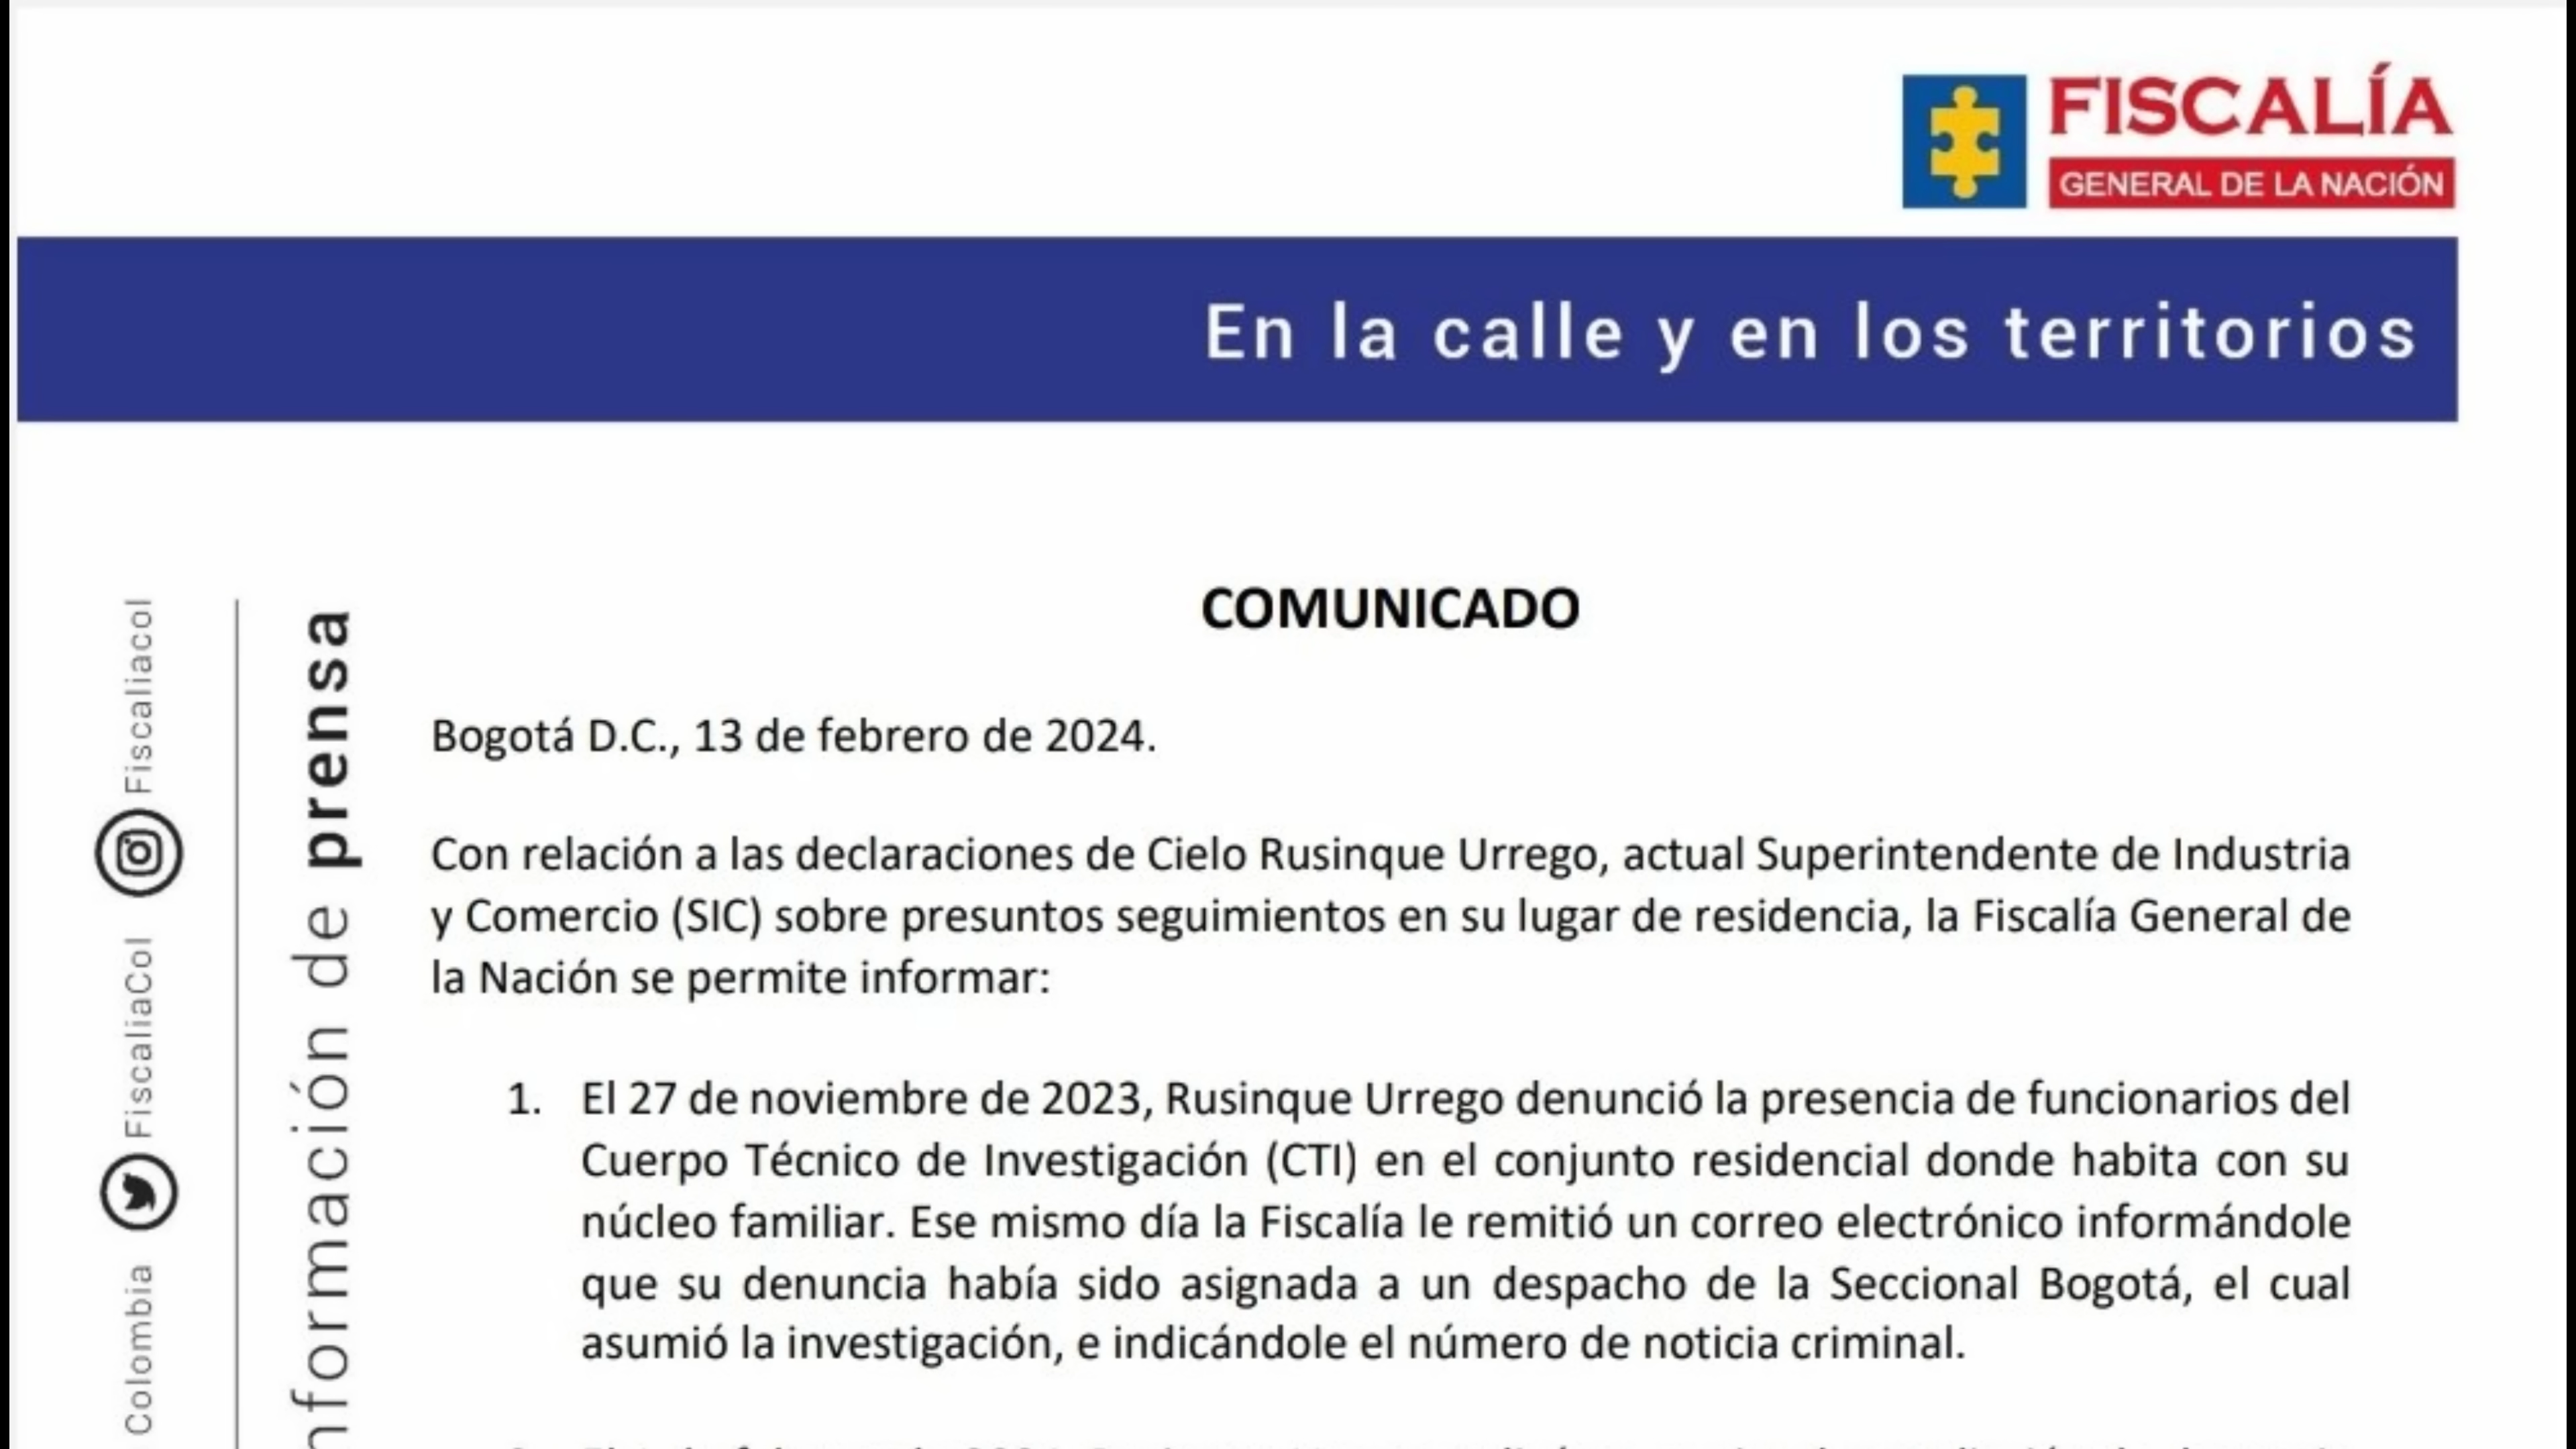 FISCALÍA
GENERAL DE LA NACIÓN
En la calle y en los territorios
COMUNICADO
Bogotá D.C., 13 de febrero de 2024.
Con relación a las declaraciones de Cielo Rusinque Urrego, actual Superintendente de Industria
y Comercio (SIC) sobre presuntos seguimientos en su lugar de residencia, la Fiscalía General de
la Nación se permite informar:
1. El 27 de noviembre de 2023, Rusinque Urrego denunció la presencia de funcionarios del
Cuerpo Técnico de Investigación (CTI) en el conjunto residencial donde habita con su
núcleo familiar. Ese mismo día la Fiscalía le remitió un correo electrónico informándole
que su denuncia había sido asignada a un despacho de la Seccional Bogotá, el cual
asumió la investigación, e indicándole el número de noticia criminal.
nformación de prensa
Colombia
FiscaliaCol
Fiscaliacol